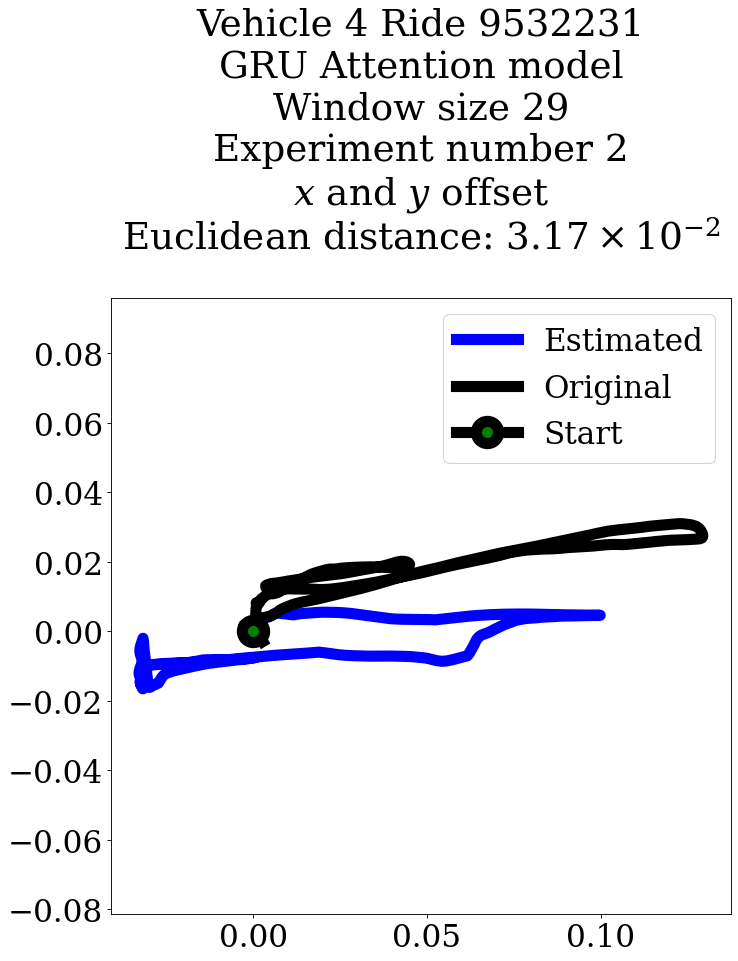 Vehicle 4 Ride 9532231
GRU Attention model
Window size 29
Experiment number 2
x and y offset
Euclidean distance: 3.17 × 10⁻²
Estimated
Original
Start
0.08
0.06
0.04
0.02
0.00
−0.02
−0.04
−0.06
−0.08
0.00 0.05 0.10